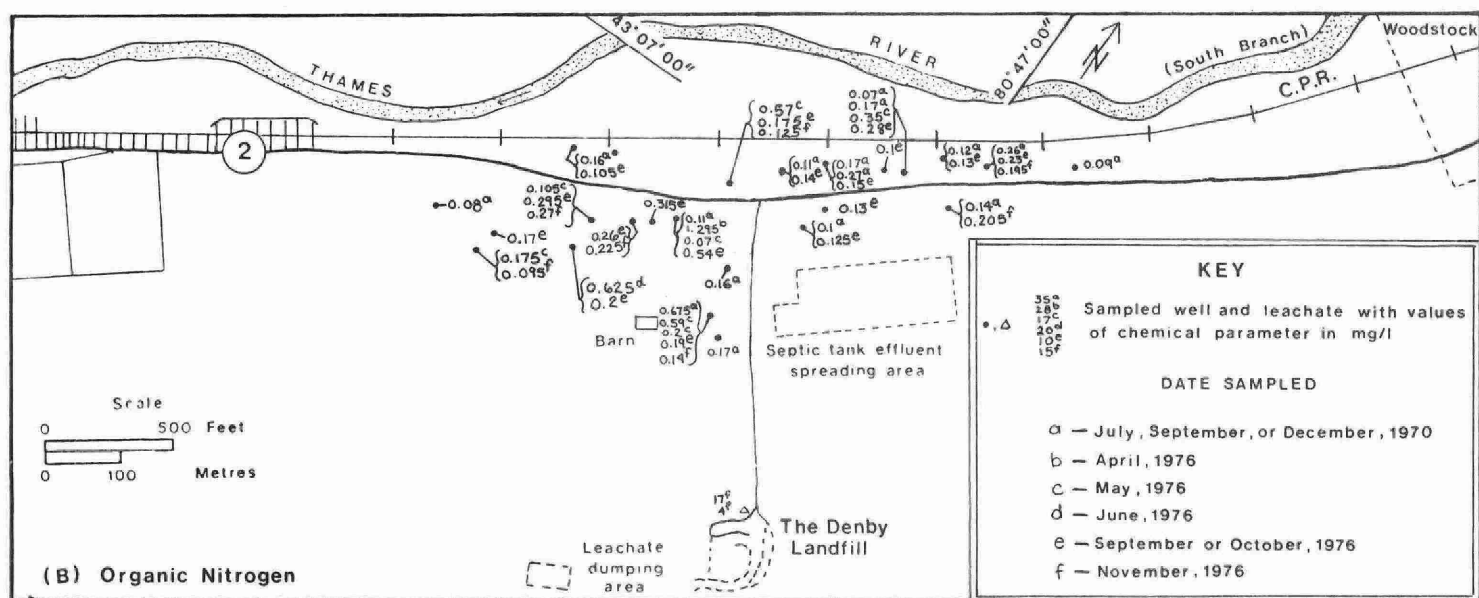 43°07'00"
80°47'00"
N
THAMES
RIVER
(South Branch)
Woodstock
C.P.R.
2
0.57ᶜ
0.175ᵉ
0.125ᶠ
0.07ᵃ
0.17ᵃ
0.35ᶜ
0.28ᵉ
0.1ᵉ
0.16ᵃ
0.105ᵉ
0.11ᵃ
0.14ᵉ
0.17ᵃ
0.27ᵃ
0.15ᵉ
0.12ᵃ
0.13ᵉ
0.26ᵃ
0.23ᵉ
0.195ᶠ
0.09ᵃ
0.08ᵃ
0.105ᶜ
0.295ᵉ
0.27ᶠ
0.315ᵉ
0.11ᵃ
1.295ᵇ
0.07ᶜ
0.54ᵉ
0.13ᵉ
0.1ᵃ
0.125ᵉ
0.14ᵃ
0.205ᶠ
0.17ᵉ
0.175ᶜ
0.095ᶠ
0.26ᵉ
0.225ᶠ
0.625ᵈ
0.2ᵉ
0.16ᵃ
0.675ᵃ
0.59ᶜ
0.2ᶜ
0.19ᵉ
0.14ᶠ
0.17ᵃ
Barn
Septic tank effluent
spreading area
Scale
0 500 Feet
0 100 Metres
17ᶠ
4ᶠ
The Denby
Landfill
Leachate
dumping
area
(B) Organic Nitrogen
KEY
35ᵃ
28ᵇ
17ᶜ
20ᵈ
10ᵉ
15ᶠ
Sampled well and leachate with values
of chemical parameter in mg/l
DATE SAMPLED
a — July, September, or December, 1970
b — April, 1976
c — May, 1976
d — June, 1976
e — September or October, 1976
f — November, 1976